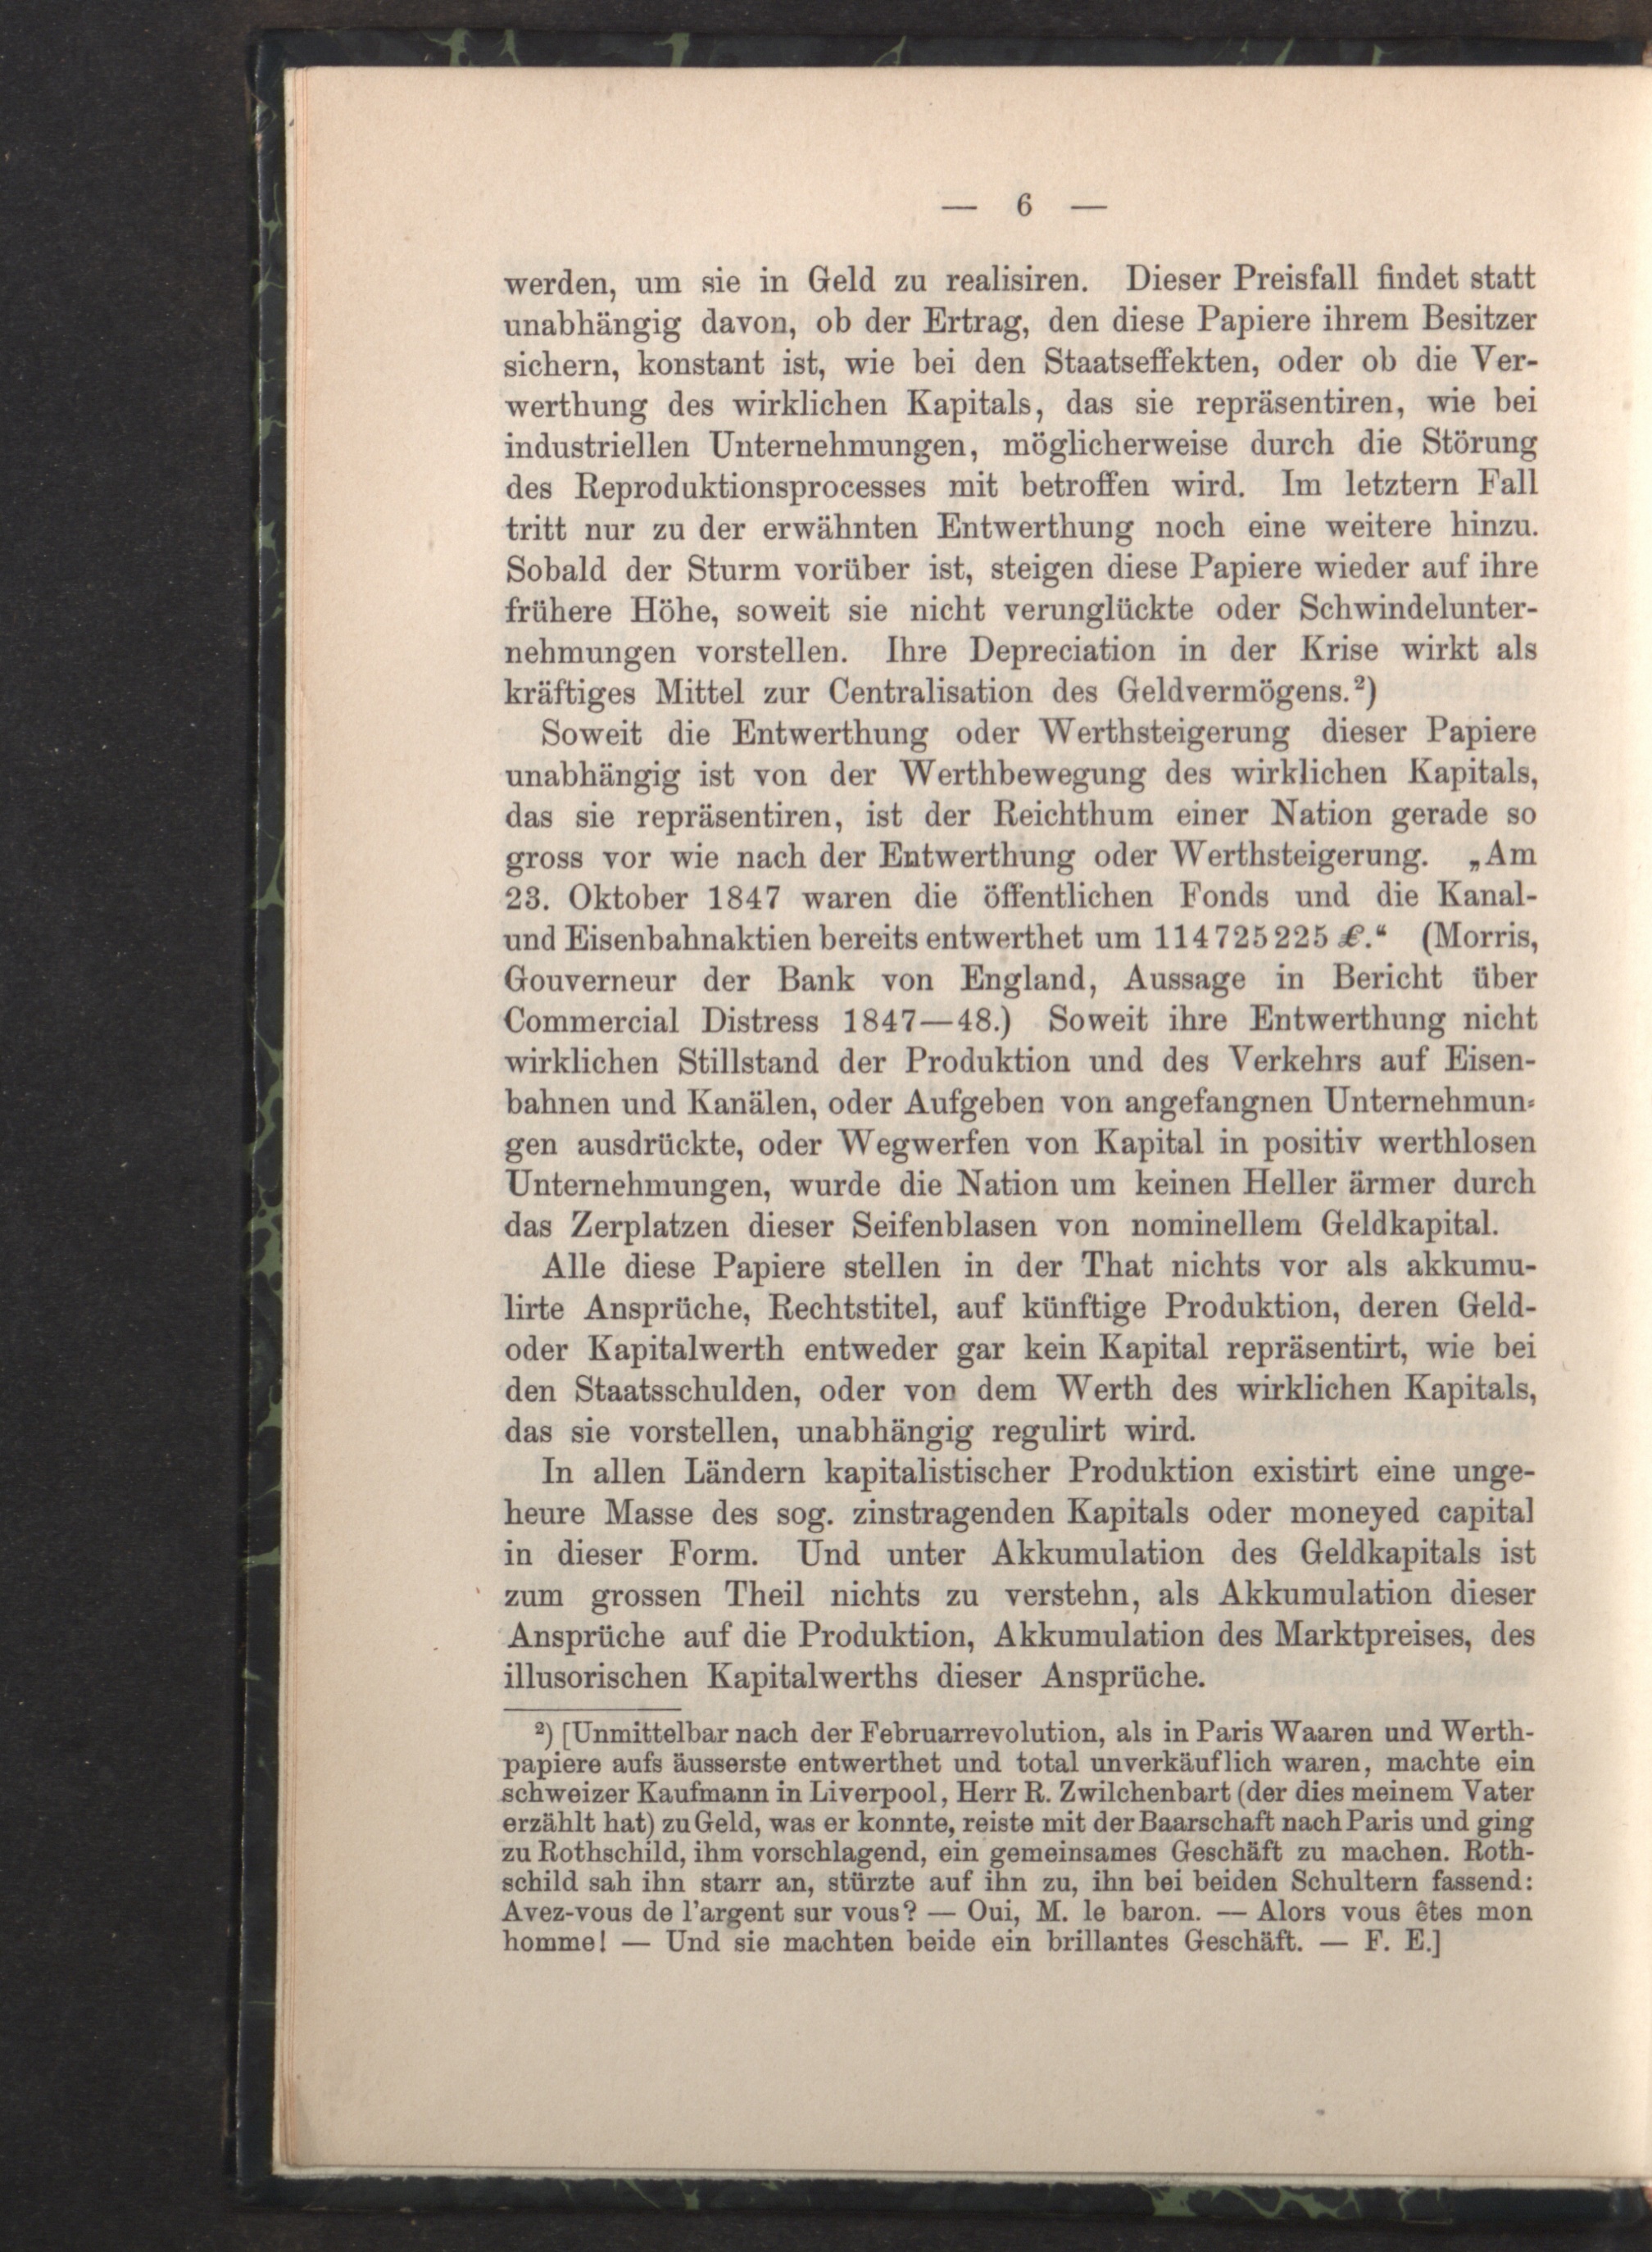 — 6 —
werden, um sie in Geld zu realisiren. Dieser Preisfall findet statt
unabhängig davon, ob der Ertrag, den diese Papiere ihrem Besitzer
sichern, konstant ist, wie bei den Staatseffekten, oder ob die Ver-
werthung des wirklichen Kapitals, das sie repräsentiren, wie bei
industriellen Unternehmungen, möglicherweise durch die Störung
des Reproduktionsprocesses mit betroffen wird. Im letztern Fall
tritt nur zu der erwähnten Entwerthung noch eine weitere hinzu.
Sobald der Sturm vorüber ist, steigen diese Papiere wieder auf ihre
frühere Höhe, soweit sie nicht verunglückte oder Schwindelunter-
nehmungen vorstellen. Ihre Depreciation in der Krise wirkt als
kräftiges Mittel zur Centralisation des Geldvermögens.²)
Soweit die Entwerthung oder Werthsteigerung dieser Papiere
unabhängig ist von der Werthbewegung des wirklichen Kapitals,
das sie repräsentiren, ist der Reichthum einer Nation gerade so
gross vor wie nach der Entwerthung oder Werthsteigerung. „Am
23. Oktober 1847 waren die öffentlichen Fonds und die Kanal-
und Eisenbahnaktien bereits entwerthet um 114 725 225 £.“ (Morris,
Gouverneur der Bank von England, Aussage in Bericht über
Commercial Distress 1847—48.) Soweit ihre Entwerthung nicht
wirklichen Stillstand der Produktion und des Verkehrs auf Eisen-
bahnen und Kanälen, oder Aufgeben von angefangnen Unternehmun-
gen ausdrückte, oder Wegwerfen von Kapital in positiv werthlosen
Unternehmungen, wurde die Nation um keinen Heller ärmer durch
das Zerplatzen dieser Seifenblasen von nominellem Geldkapital.
Alle diese Papiere stellen in der That nichts vor als akkumu-
lirte Ansprüche, Rechtstitel, auf künftige Produktion, deren Geld-
oder Kapitalwerth entweder gar kein Kapital repräsentirt, wie bei
den Staatsschulden, oder von dem Werth des wirklichen Kapitals,
das sie vorstellen, unabhängig regulirt wird.
In allen Ländern kapitalistischer Produktion existirt eine unge-
heure Masse des sog. zinstragenden Kapitals oder moneyed capital
in dieser Form. Und unter Akkumulation des Geldkapitals ist
zum grossen Theil nichts zu verstehn, als Akkumulation dieser
Ansprüche auf die Produktion, Akkumulation des Marktpreises, des
illusorischen Kapitalwerths dieser Ansprüche.
²) [Unmittelbar nach der Februarrevolution, als in Paris Waaren und Werth-
papiere aufs äusserste entwerthet und total unverkäuflich waren, machte ein
schweizer Kaufmann in Liverpool, Herr R. Zwilchenbart (der dies meinem Vater
erzählt hat) zu Geld, was er konnte, reiste mit der Baarschaft nach Paris und ging
zu Rothschild, ihm vorschlagend, ein gemeinsames Geschäft zu machen. Roth-
schild sah ihn starr an, stürzte auf ihn zu, ihn bei beiden Schultern fassend:
Avez-vous de l'argent sur vous? — Oui, M. le baron. — Alors vous êtes mon
homme! — Und sie machten beide ein brillantes Geschäft. — F. E.]